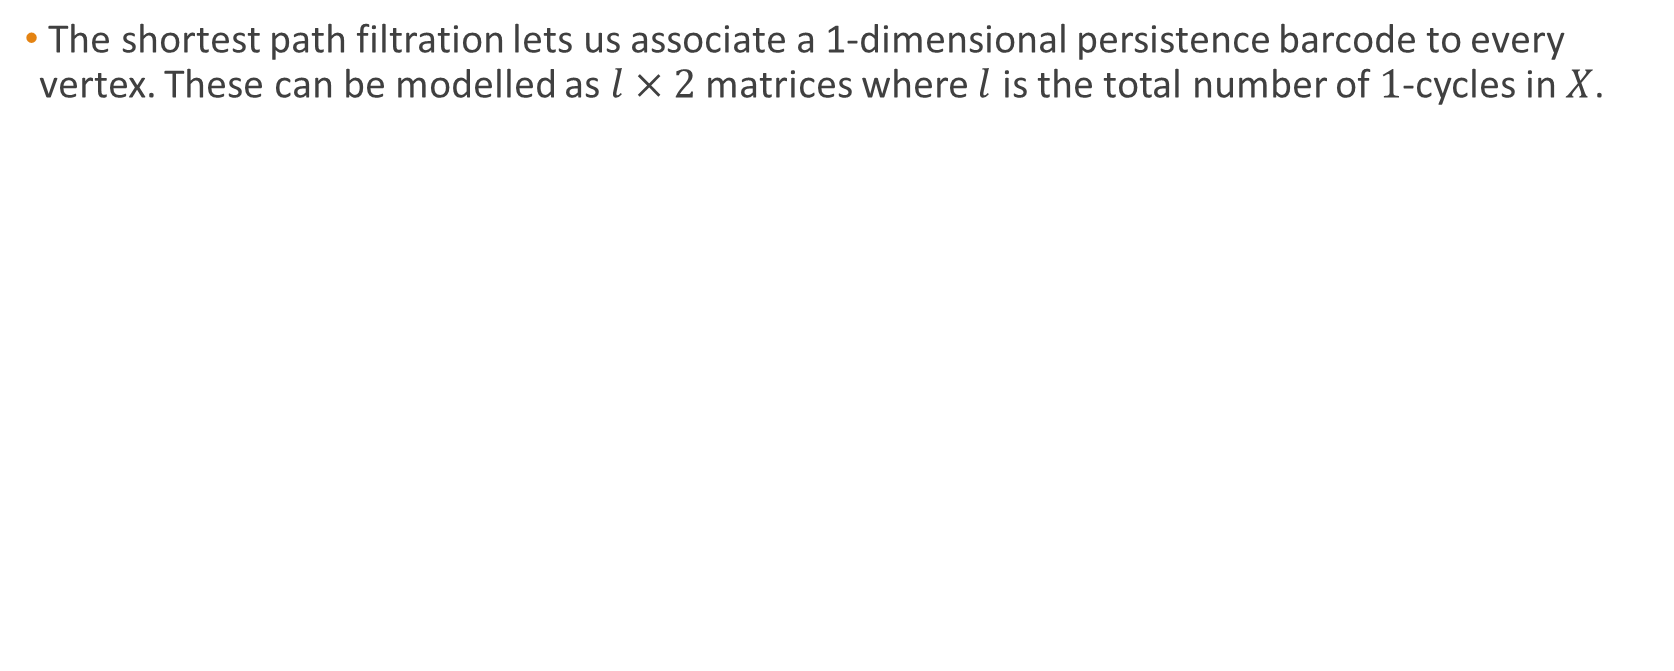 • The shortest path filtration lets us associate a 1-dimensional persistence barcode to every
vertex. These can be modelled as l × 2 matrices where l is the total number of 1-cycles in X.